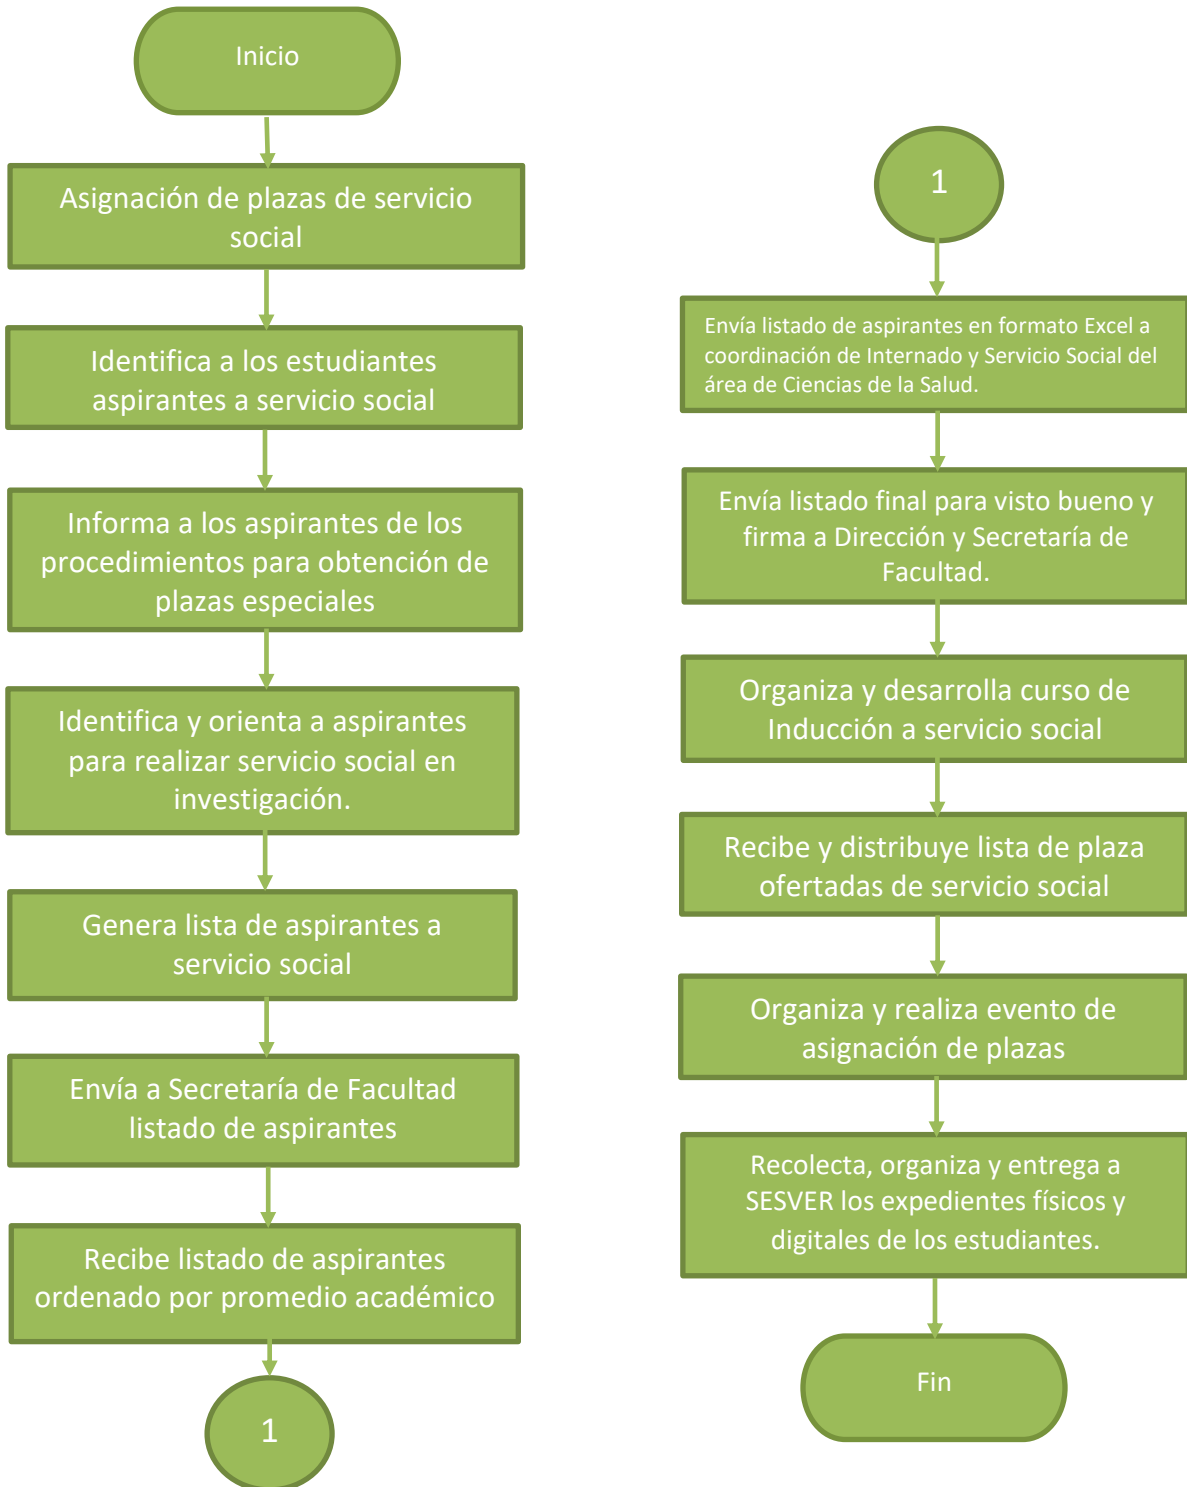 Inicio
Asignación de plazas de servicio
social
Identifica a los estudiantes
aspirantes a servicio social
Informa a los aspirantes de los
procedimientos para obtención de
plazas especiales
Identifica y orienta a aspirantes
para realizar servicio social en
investigación.
Genera lista de aspirantes a
servicio social
Envía a Secretaría de Facultad
listado de aspirantes
Recibe listado de aspirantes
ordenado por promedio académico
1
1
Envía listado de aspirantes en formato Excel a
coordinación de Internado y Servicio Social del
área de Ciencias de la Salud.
Envía listado final para visto bueno y
firma a Dirección y Secretaría de
Facultad.
Organiza y desarrolla curso de
Inducción a servicio social
Recibe y distribuye lista de plaza
ofertadas de servicio social
Organiza y realiza evento de
asignación de plazas
Recolecta, organiza y entrega a
SESVER los expedientes físicos y
digitales de los estudiantes.
Fin